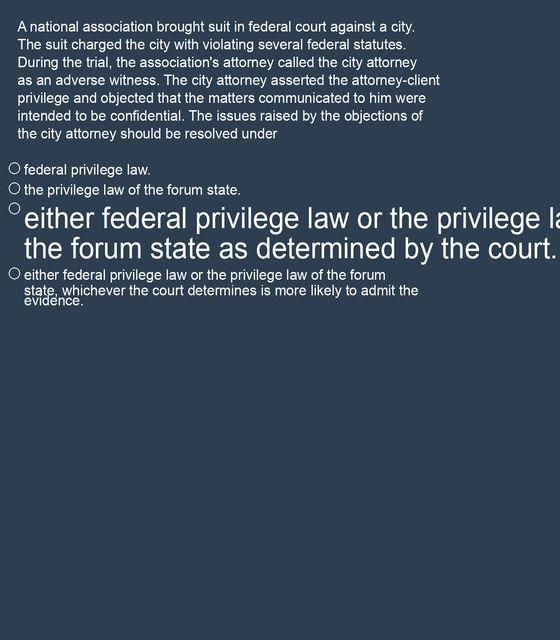 A national association brought suit in federal court against a city.
The suit charged the city with violating several federal statutes.
During the trial, the association's attorney called the city attorney
as an adverse witness. The city attorney asserted the attorney-client
privilege and objected that the matters communicated to him were
intended to be confidential. The issues raised by the objections of
the city attorney should be resolved under
federal privilege law.
the privilege law of the forum state.
either federal privilege law or the privilege
the forum state as determined by the court.
either federal privilege law or the privilege law of the forum
state, whichever the court determines is more likely to admit the
evidence.